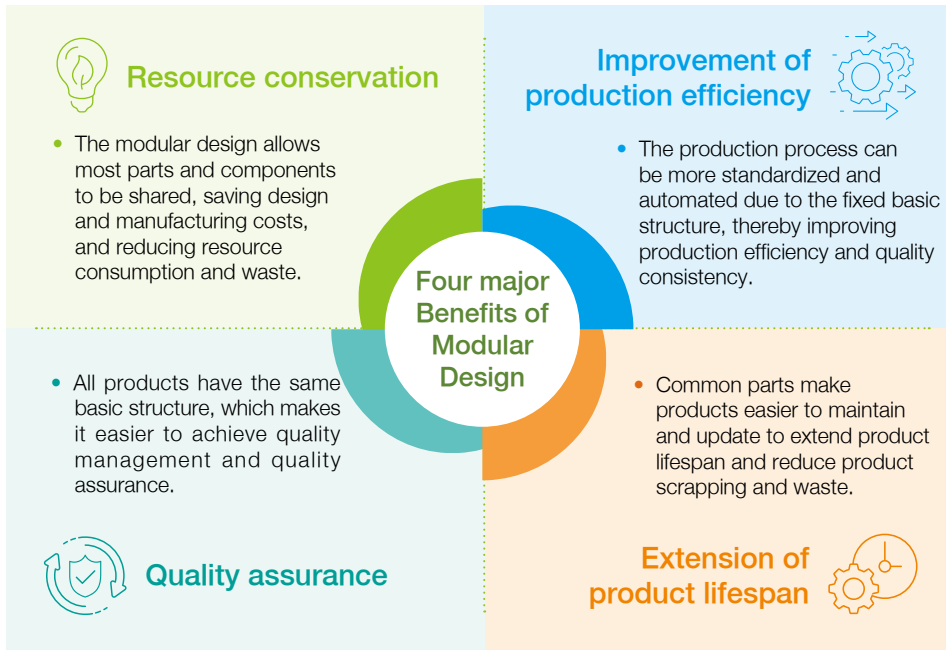 Resource conservation
The modular design allows
most parts and components
to be shared, saving design
and manufacturing costs,
and reducing resource
consumption and waste.
Improvement of
production efficiency
The production process can
be more standardized and
automated due to the fixed basic
structure, thereby improving
production efficiency and quality
consistency.
Four major
Benefits of
Modular
Design
All products have the same
basic structure, which makes
it easier to achieve quality
management and quality
assurance.
Quality assurance
Common parts make
products easier to maintain
and update to extend product
lifespan and reduce product
scrapping and waste.
Extension of
product lifespan